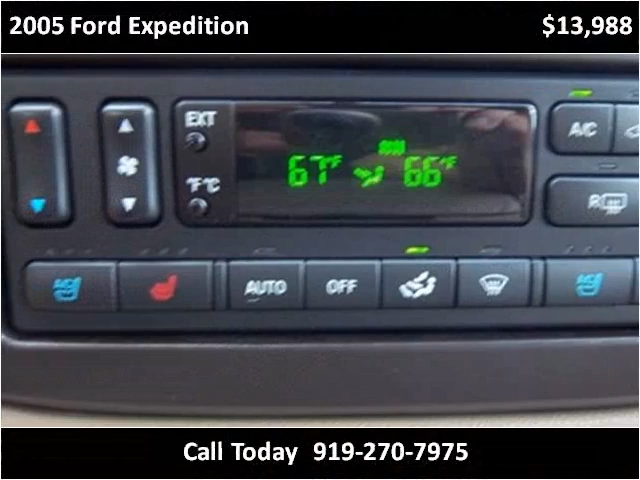 2005 Ford Expedition $13,988
EXT
A/C
67°F 66°F
°F°C
R
A/C AUTO OFF A/C
Call Today 919-270-7975